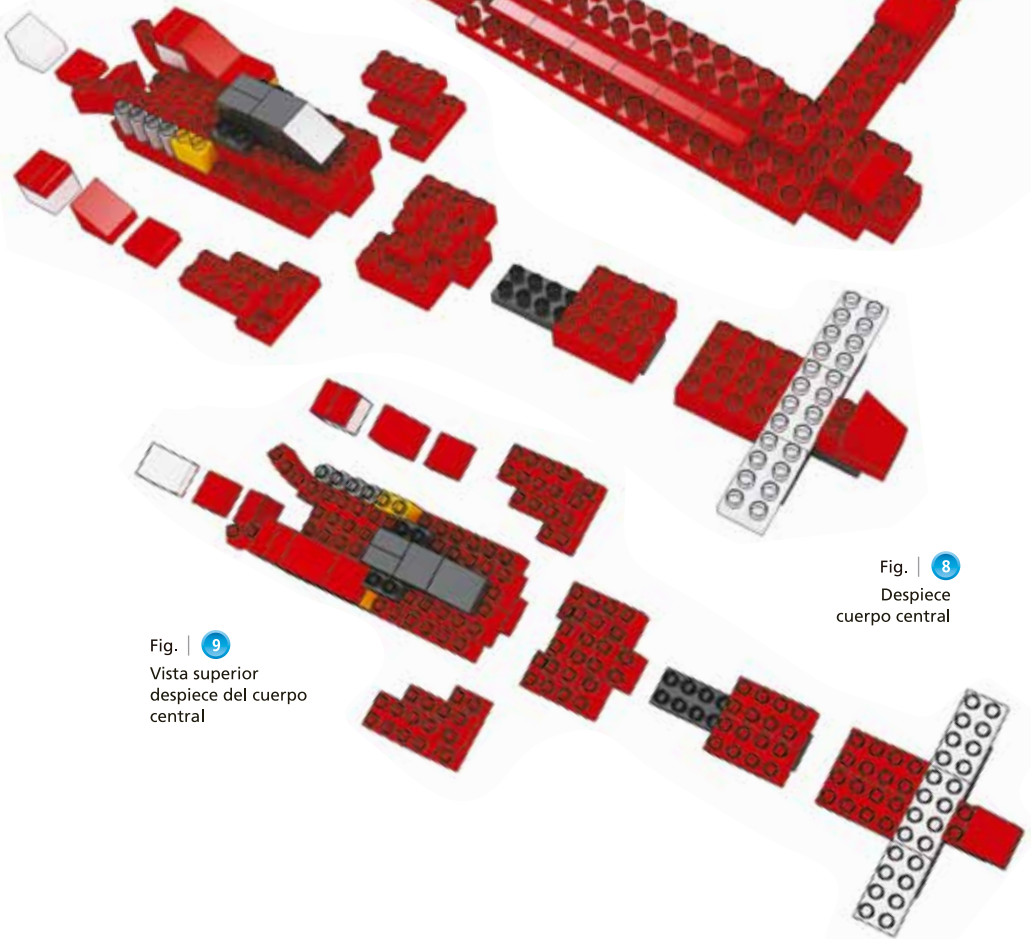 Fig. | 8
Despiece
cuerpo central
Fig. | 9
Vista superior
despiece del cuerpo
central